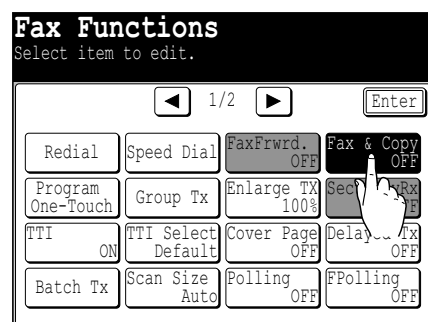 Fax Functions
Select item to edit.
1/2
Enter
Redial
Speed Dial
FaxFrwrd.
OFF
Fax & Copy
OFF
Program
One-Touch
Group Tx
Enlarge TX
100%
TTI
ON
TTI Select
Default
Cover Page
OFF
OFF
Batch Tx
Scan Size
Auto
Polling
OFF
FPolling
OFF